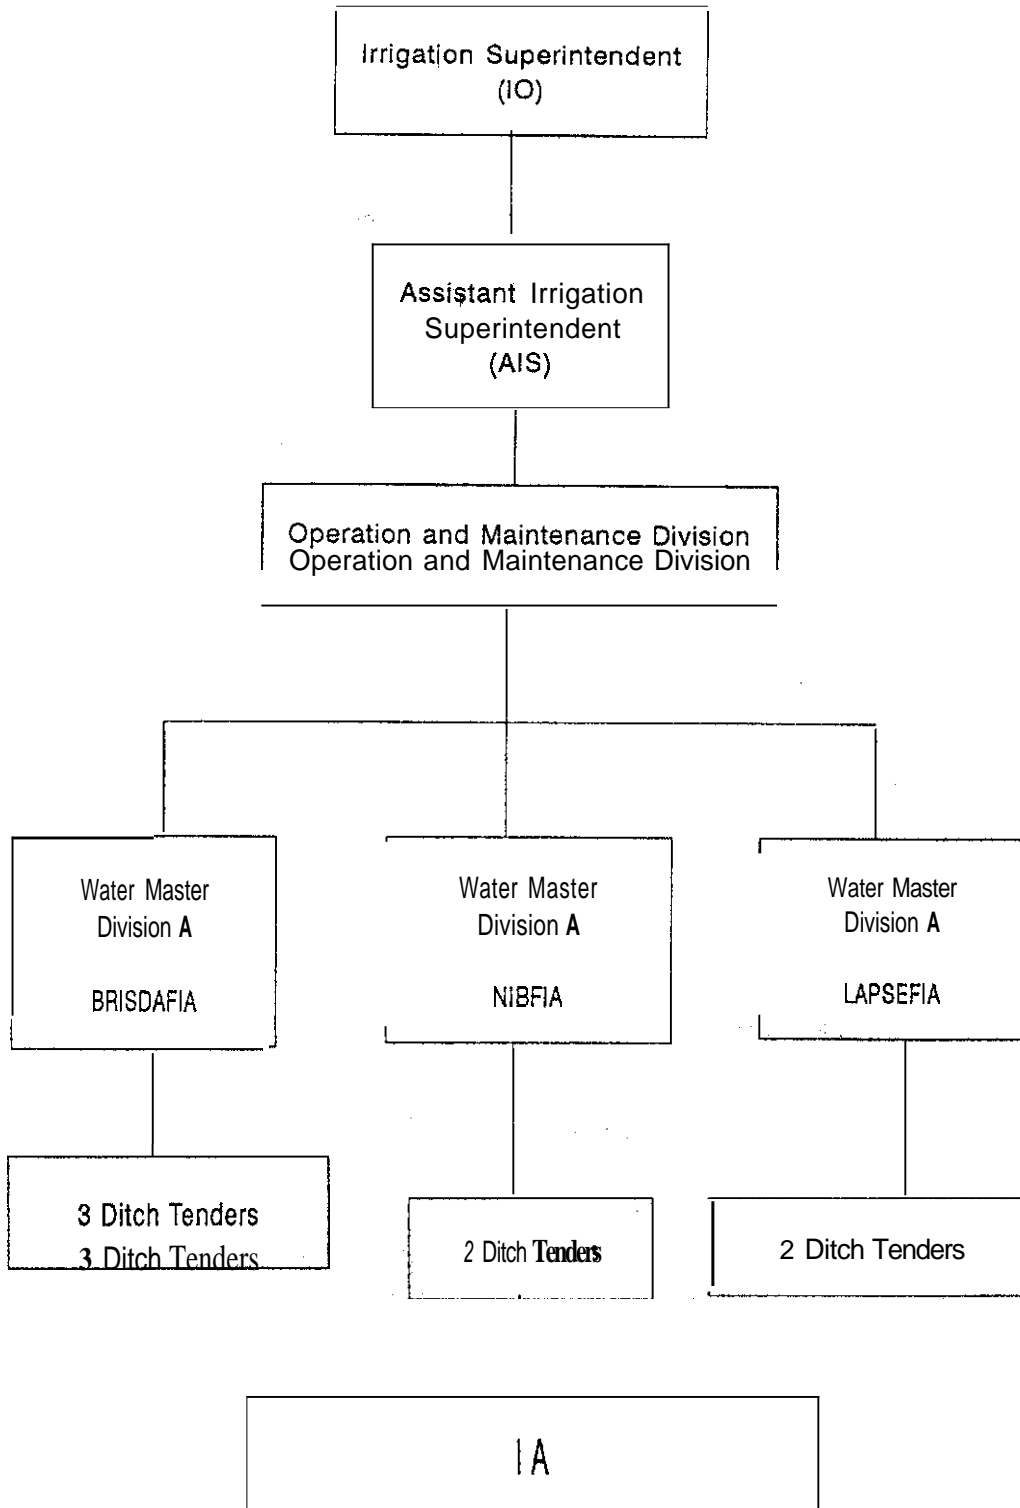 Irrigation Superintendent
(IO)
Assistant Irrigation
Superintendent
(AIS)
Operation and Maintenance Division
Operation and Maintenance Division
Water Master
Division A
BRISDAFIA
Water Master
Division A
NIBFIA
Water Master
Division A
LAPSEFIA
3 Ditch Tenders
3 Ditch Tenders
2 Ditch Tenders
2 Ditch Tenders
IA